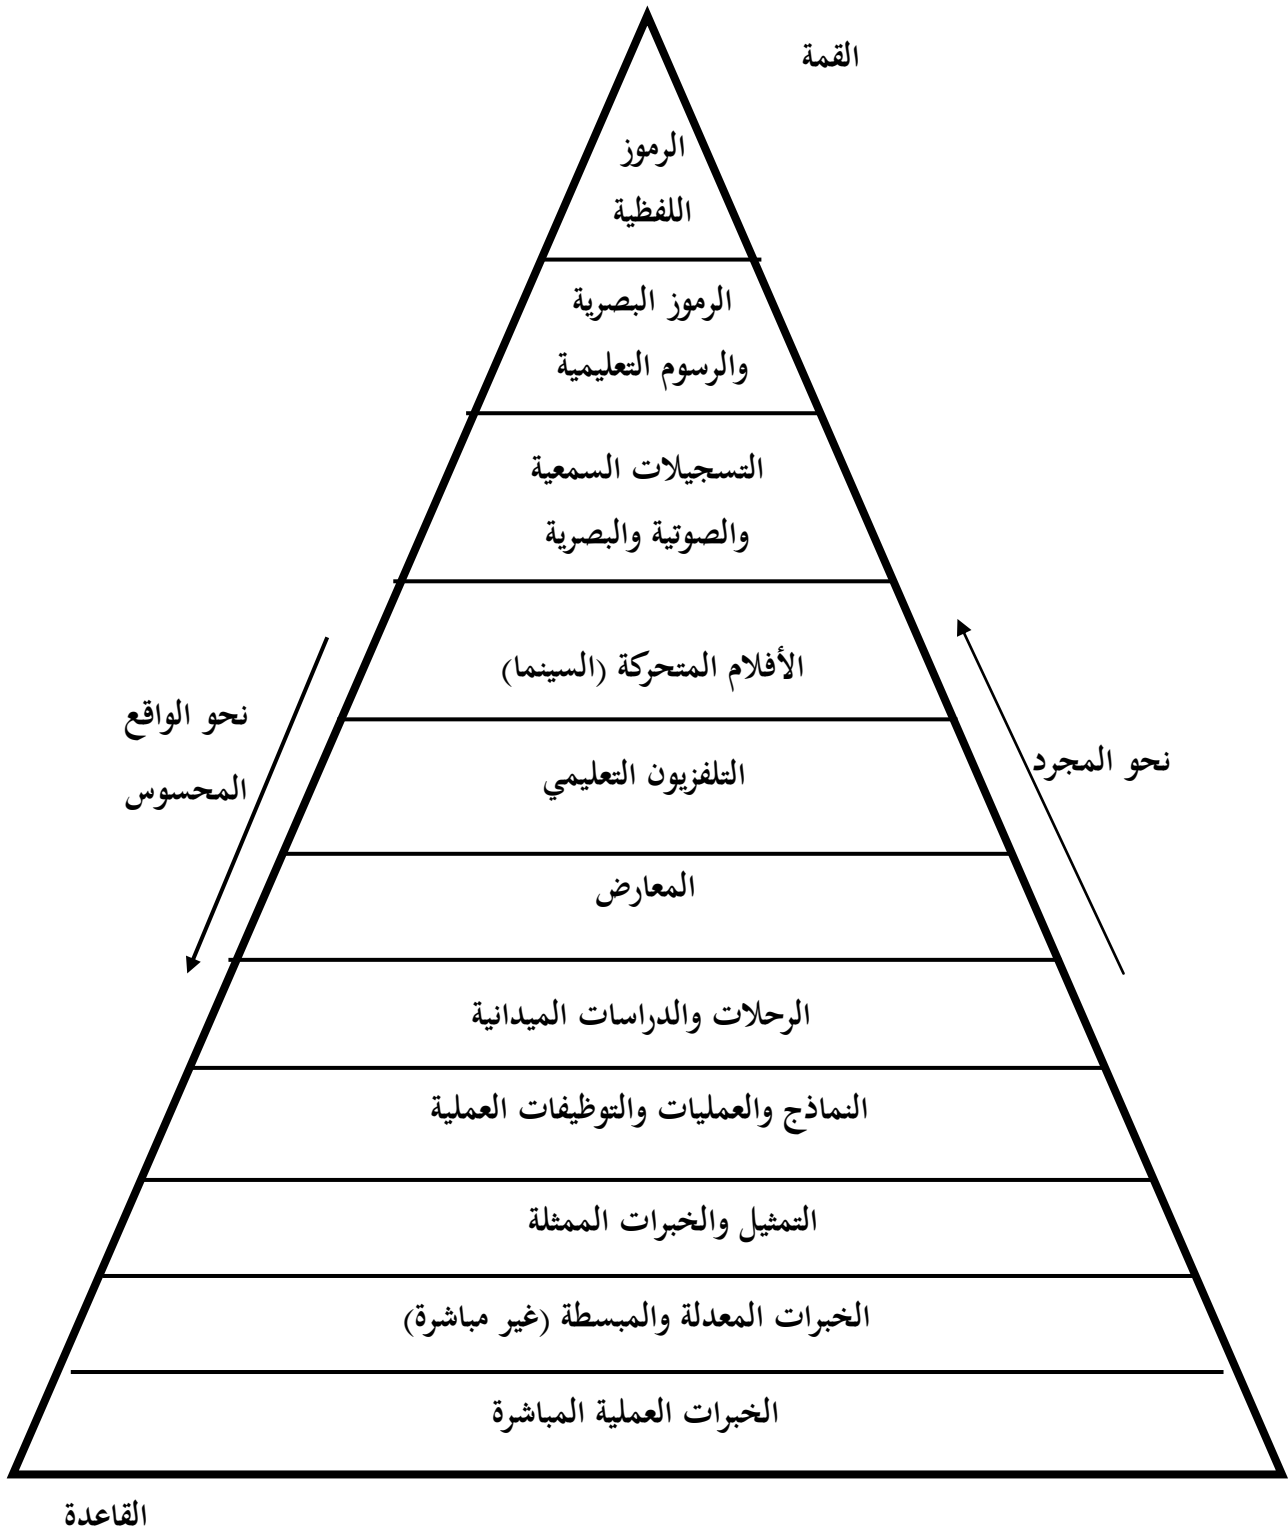 القمة
الرموز
اللفظية
الرموز البصرية
والرسوم التعليمية
التسجيلات السمعية
والصوتية والبصرية
الأفلام المتحركة (السينما)
نحو الواقع
المحسوس
نحو المجرد
التلفزيون التعليمي
المعارض
الرحلات والدراسات الميدانية
النماذج والعمليات والتوظيفات العملية
التمثيل والخبرات الممثلة
الخبرات المعدلة والمبسطة (غير مباشرة)
الخبرات العملية المباشرة
القاعدة